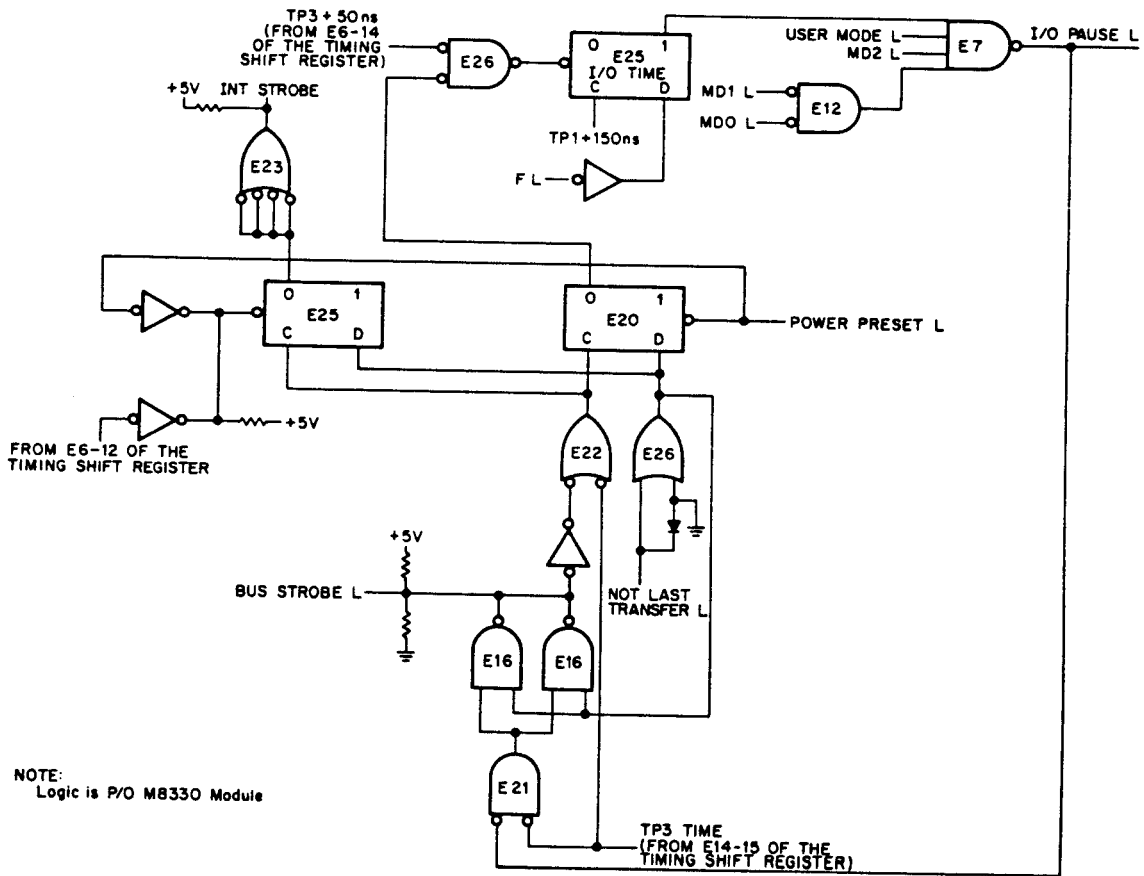 TP3 + 50ns
(FROM E6-14
OF THE TIMING
SHIFT REGISTER)
E26
0 1
E25
I/O TIME
C D
TP1+150ns
F L
USER MODE L
MD2 L
E7
I/O PAUSE L
MD1 L
MD0 L
E12
+5V
INT STROBE
E23
0 1
E25
C D
0 1
E20
C D
POWER PRESET L
+5V
FROM E6-12 OF THE
TIMING SHIFT REGISTER
E22
E26
+5V
BUS STROBE L
NOT LAST
TRANSFER L
E16
E16
E21
NOTE:
Logic is P/O M8330 Module
TP3 TIME
(FROM E14-15 OF THE
TIMING SHIFT REGISTER)